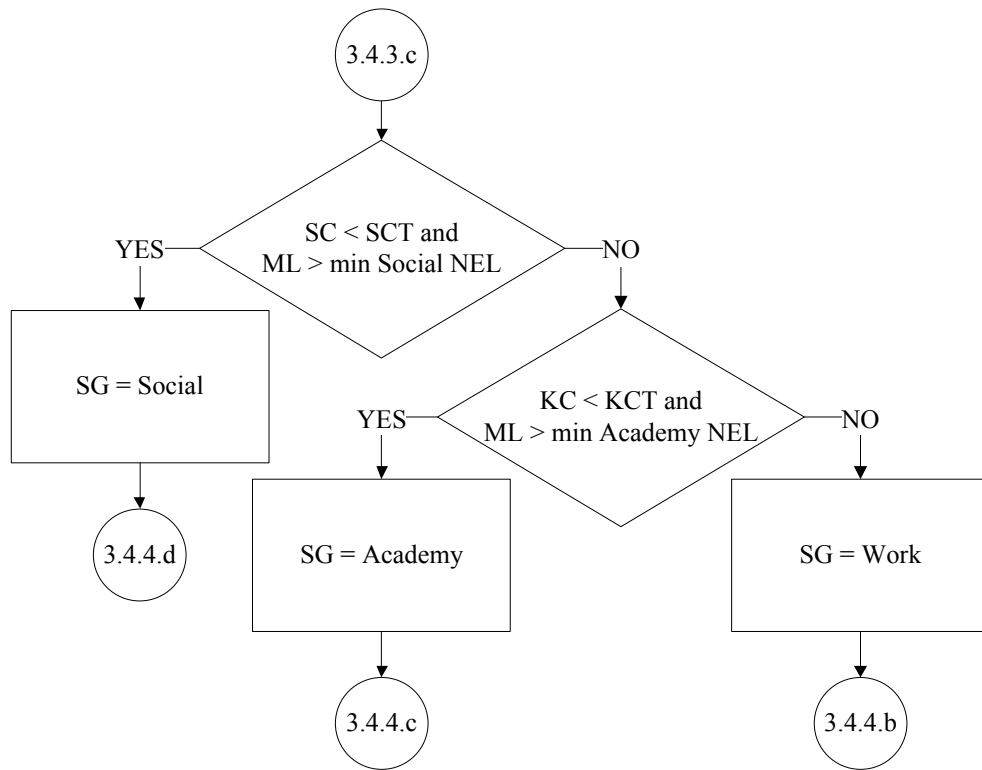 3.4.3.c
SC < SCT and
ML > min Social NEL
YES
NO
SG = Social
KC < KCT and
ML > min Academy NEL
YES
NO
3.4.4.d
SG = Academy
SG = Work
3.4.4.c
3.4.4.b